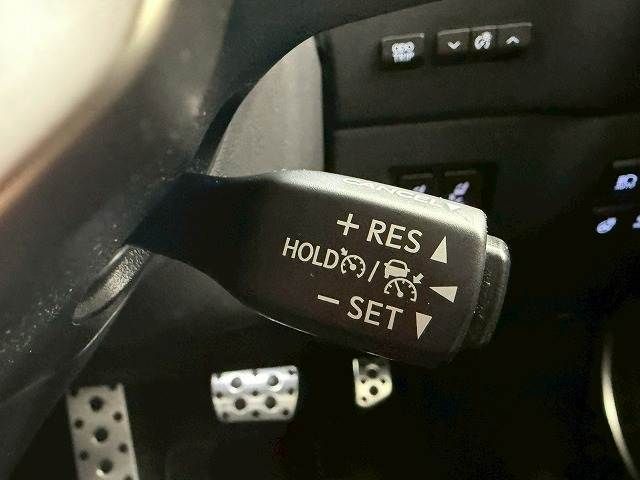 ODO
TRIP
CANCEL
+ RES ▲
HOLD / ◀
− SET ▼